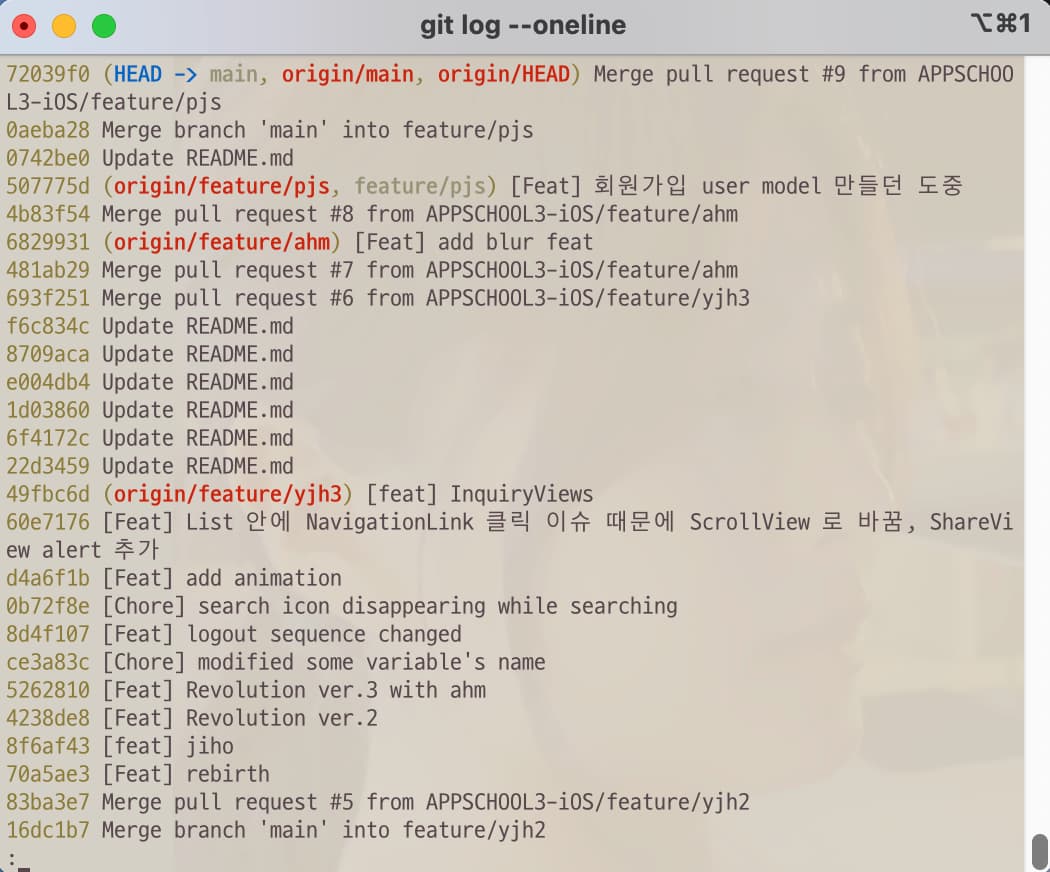 git log --oneline
⌥⌘1
72039f0 (HEAD -> main, origin/main, origin/HEAD) Merge pull request #9 from APPSCHOO
L3-iOS/feature/pjs
0aeba28 Merge branch 'main' into feature/pjs
0742be0 Update README.md
507775d (origin/feature/pjs, feature/pjs) [Feat] 회원가입 user model 만들던 도중
4b83f54 Merge pull request #8 from APPSCHOOL3-iOS/feature/ahm
6829931 (origin/feature/ahm) [Feat] add blur feat
481ab29 Merge pull request #7 from APPSCHOOL3-iOS/feature/ahm
693f251 Merge pull request #6 from APPSCHOOL3-iOS/feature/yjh3
f6c834c Update README.md
8709aca Update README.md
e004db4 Update README.md
1d03860 Update README.md
6f4172c Update README.md
22d3459 Update README.md
49fbc6d (origin/feature/yjh3) [feat] InquiryViews
60e7176 [Feat] List 안에 NavigationLink 클릭 이슈 때문에 ScrollView 로 바꿈, ShareVi
ew alert 추가
d4a6f1b [Feat] add animation
0b72f8e [Chore] search icon disappearing while searching
8d4f107 [Feat] logout sequence changed
ce3a83c [Chore] modified some variable's name
5262810 [Feat] Revolution ver.3 with ahm
4238de8 [Feat] Revolution ver.2
8f6af43 [feat] jiho
70a5ae3 [Feat] rebirth
83ba3e7 Merge pull request #5 from APPSCHOOL3-iOS/feature/yjh2
16dc1b7 Merge branch 'main' into feature/yjh2
: